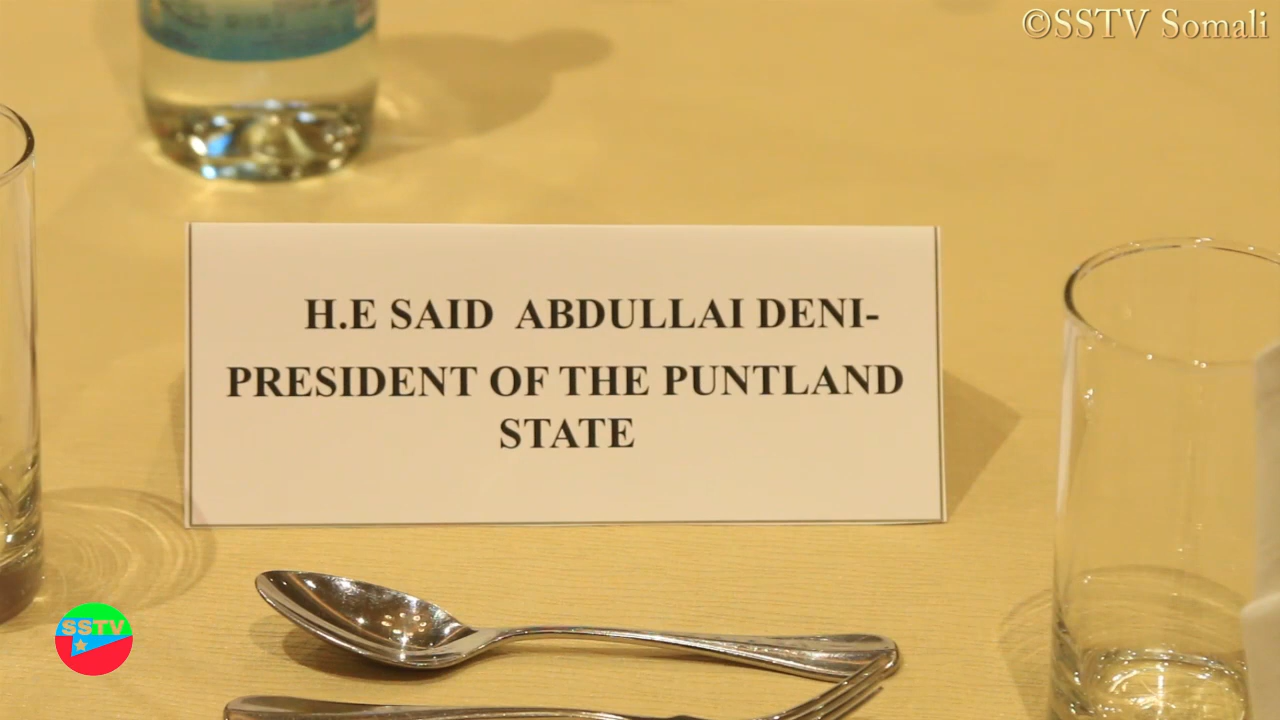 ©SSTV Somali
H.E SAID ABDULLAI DENI-
PRESIDENT OF THE PUNTLAND
STATE
SSTV